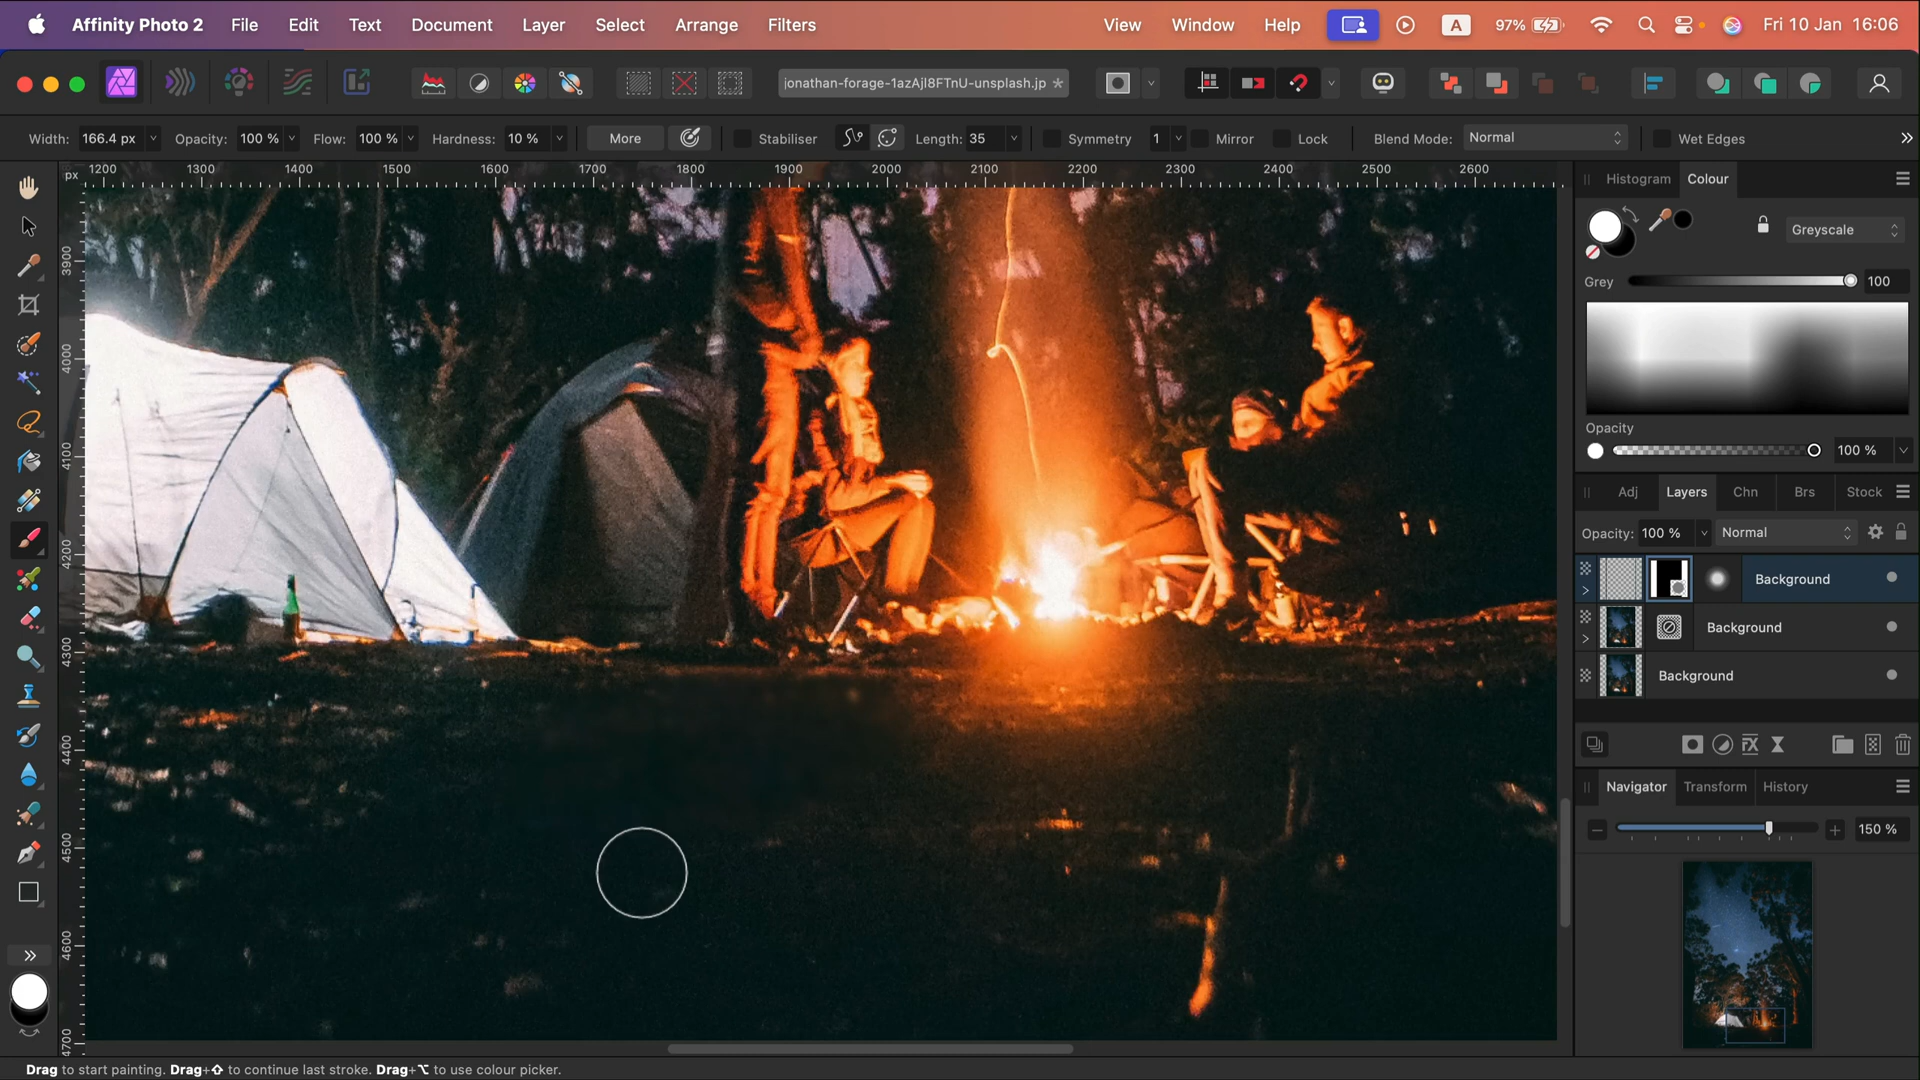 Affinity Photo 2 File Edit Text Document Layer Select Arrange Filters View Window Help A 97% Fri 10 Jan 16:06
jonathan-forage-1azAjI8FTnU-unsplash.jp *
Width: 166.4 px Opacity: 100 % Flow: 100 % Hardness: 10 % More Stabiliser Length: 35 Symmetry 1 Mirror Lock Blend Mode: Normal Wet Edges
px 1200 1300 1400 1500 1600 1700 1800 1900 2000 2100 2200 2300 2400 2500 2600
3900
4000
4100
4200
4300
4400
4500
4600
4700
Histogram Colour
Greyscale
Grey 100
Opacity
100 %
Adj Layers Chn Brs Stock
Opacity: 100 % Normal
Background
Background
Background
FX
Navigator Transform History
150 %
Drag to start painting. Drag+⇧ to continue last stroke. Drag+⌥ to use colour picker.